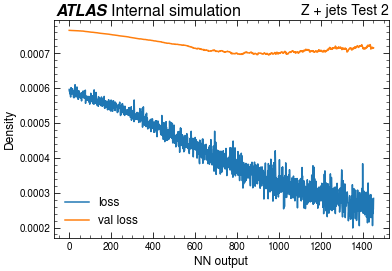 ATLAS Internal simulation
Z + jets Test 2
0.0007
0.0006
0.0005
0.0004
0.0003
0.0002
Density
loss
val loss
0 200 400 600 800 1000 1200 1400
NN output